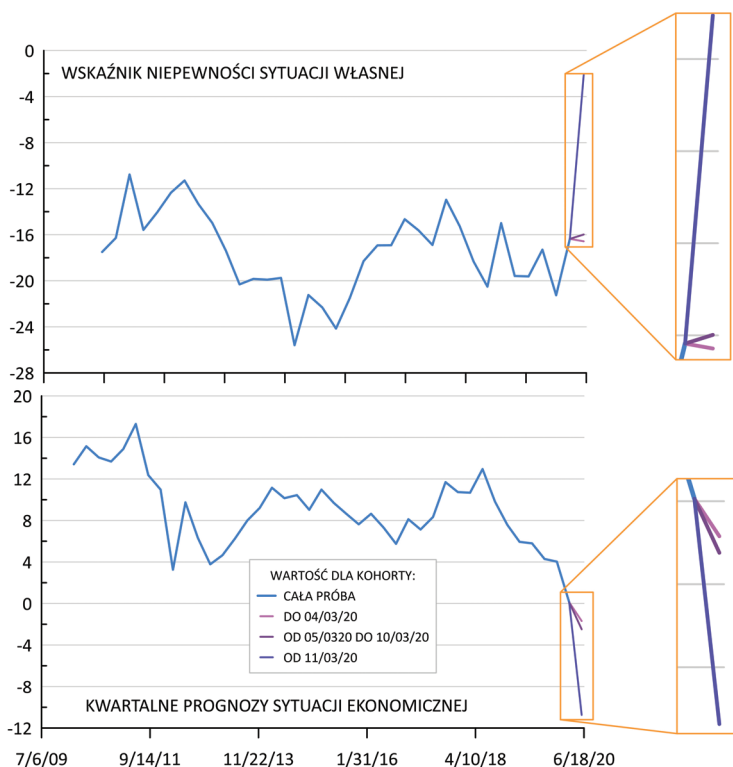 0
WSKAŹNIK NIEPEWNOŚCI SYTUACJI WŁASNEJ
-4
-8
-12
-16
-20
-24
-28
20
16
12
8
4
0
-4
-8
-12
WARTOŚĆ DLA KOHORTY:
CAŁA PRÓBA
DO 04/03/20
OD 05/0320 DO 10/03/20
OD 11/03/20
KWARTALNE PROGNOZY SYTUACJI EKONOMICZNEJ
7/6/09 9/14/11 11/22/13 1/31/16 4/10/18 6/18/20